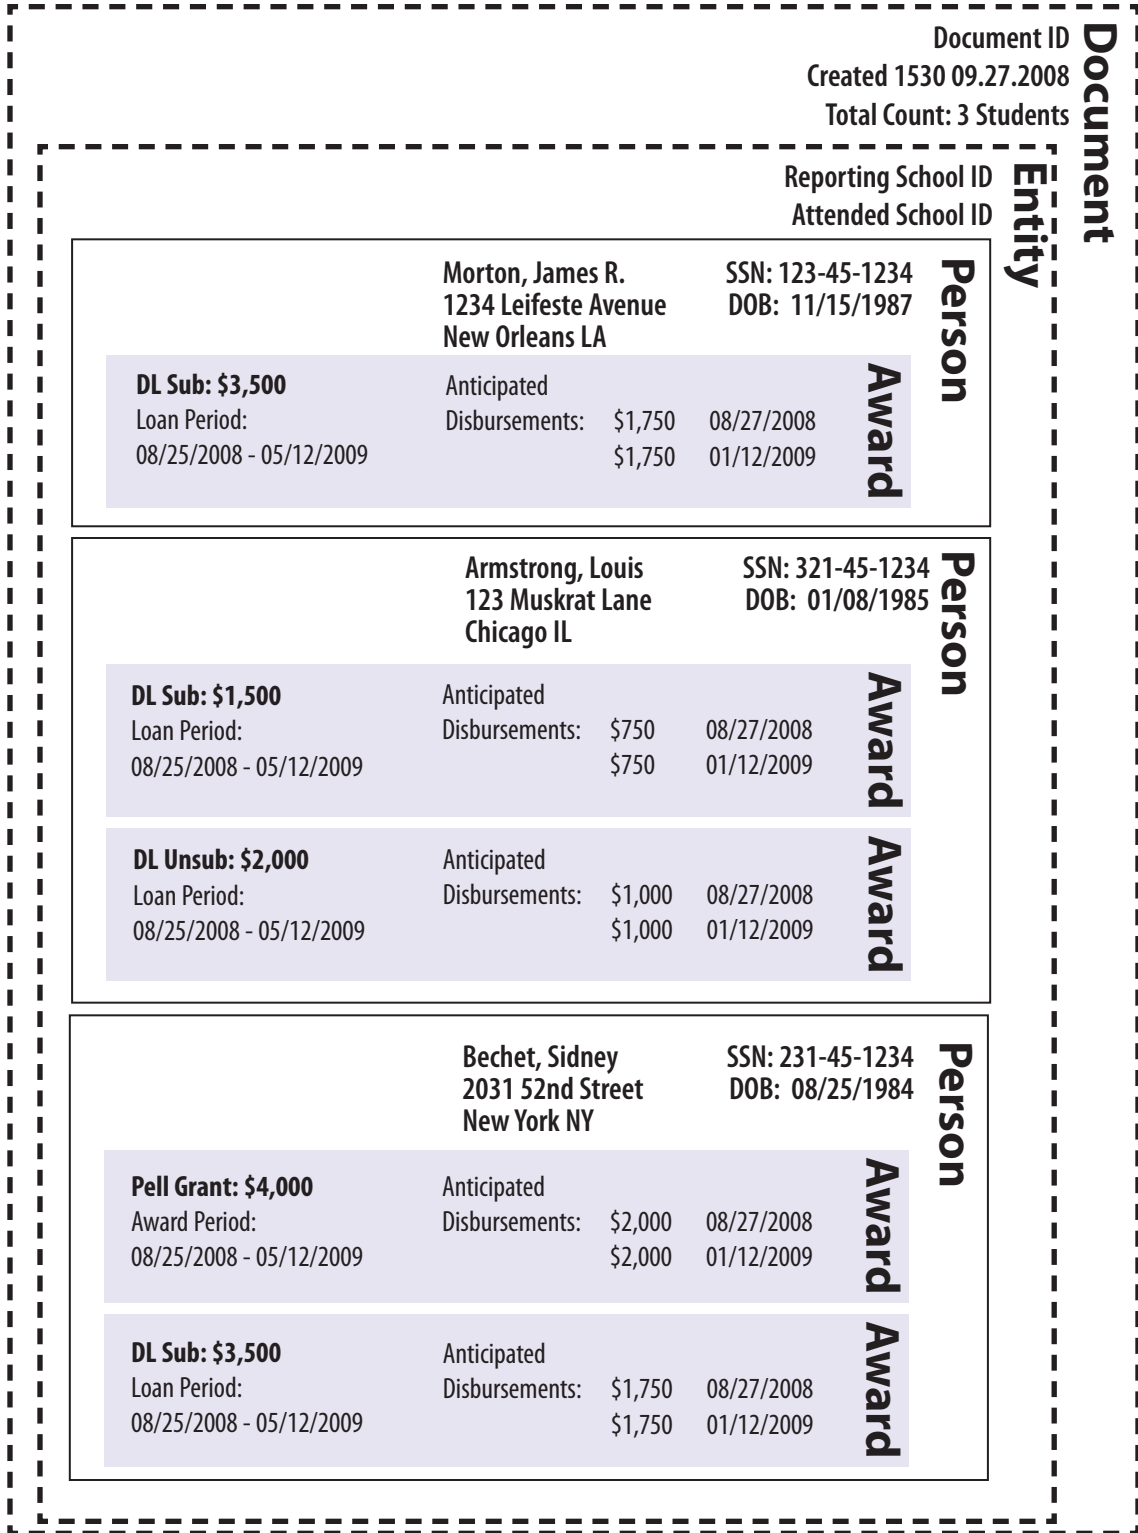 Document
Document ID
Created 1530 09.27.2008
Total Count: 3 Students
Entity
Reporting School ID
Attended School ID
Person
Morton, James R. SSN: 123-45-1234
1234 Leifeste Avenue DOB: 11/15/1987
New Orleans LA
Award
DL Sub: $3,500 Anticipated
Loan Period: Disbursements: $1,750 08/27/2008
08/25/2008 - 05/12/2009 $1,750 01/12/2009
Person
Armstrong, Louis SSN: 321-45-1234
123 Muskrat Lane DOB: 01/08/1985
Chicago IL
Award
DL Sub: $1,500 Anticipated
Loan Period: Disbursements: $750 08/27/2008
08/25/2008 - 05/12/2009 $750 01/12/2009
Award
DL Unsub: $2,000 Anticipated
Loan Period: Disbursements: $1,000 08/27/2008
08/25/2008 - 05/12/2009 $1,000 01/12/2009
Person
Bechet, Sidney SSN: 231-45-1234
2031 52nd Street DOB: 08/25/1984
New York NY
Award
Pell Grant: $4,000 Anticipated
Award Period: Disbursements: $2,000 08/27/2008
08/25/2008 - 05/12/2009 $2,000 01/12/2009
Award
DL Sub: $3,500 Anticipated
Loan Period: Disbursements: $1,750 08/27/2008
08/25/2008 - 05/12/2009 $1,750 01/12/2009